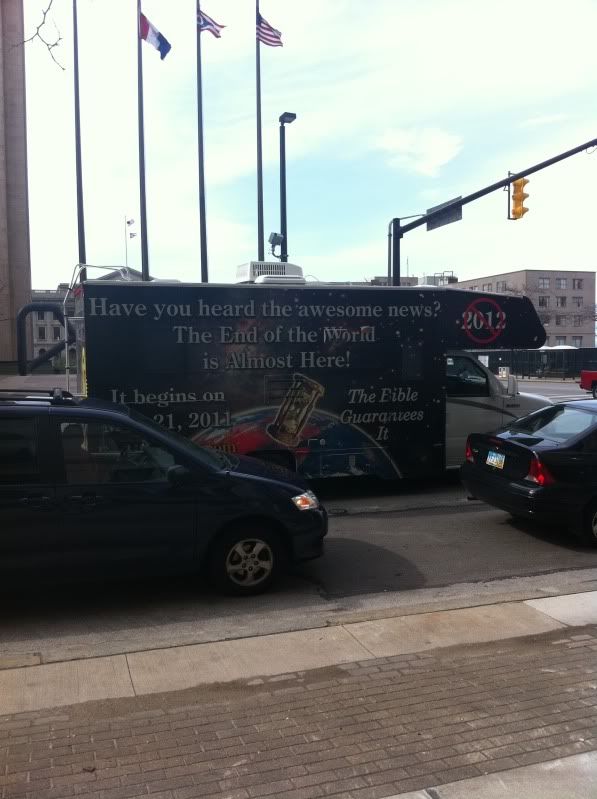 Have you heard the awesome news?
The End of the World
is Almost Here!
2012
It begins on
21, 2011
The Bible
Guarantees
It